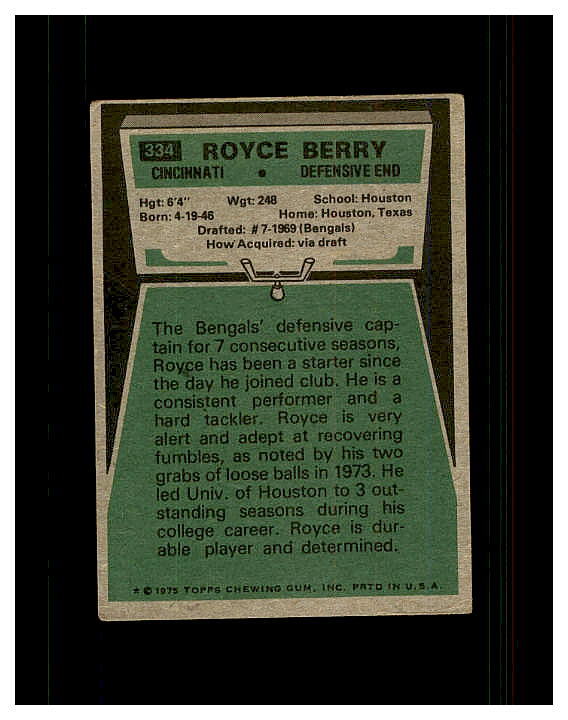 334 ROYCE BERRY
CINCINNATI • DEFENSIVE END
Hgt: 6'4" Wgt: 248 School: Houston
Born: 4-19-46 Home: Houston, Texas
Drafted: #7-1969 (Bengals)
How Acquired: via draft
The Bengals' defensive cap-
tain for 7 consecutive seasons,
Royce has been a starter since
the day he joined club. He is a
consistent performer and a
hard tackler. Royce is very
alert and adept at recovering
fumbles, as noted by his two
grabs of loose balls in 1973. He
led Univ. of Houston to 3 out-
standing seasons during his
college career. Royce is dur-
able player and determined.
* © 1975 TOPPS CHEWING GUM, INC. PRTD IN U.S.A.